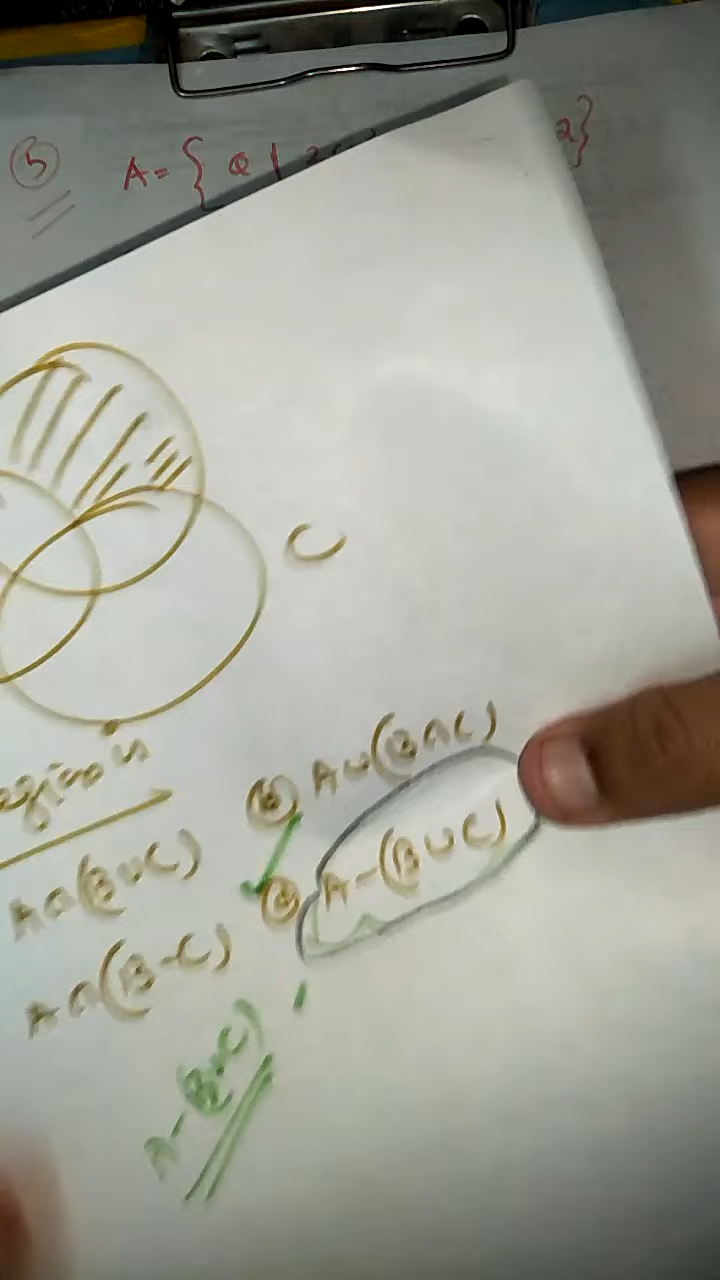 ⑤ A = {
C
(b) A∪(B∩C)
A∩(B∪C)
(d) A-(B∪C)
A∩(B-C)
A-(B∪C)